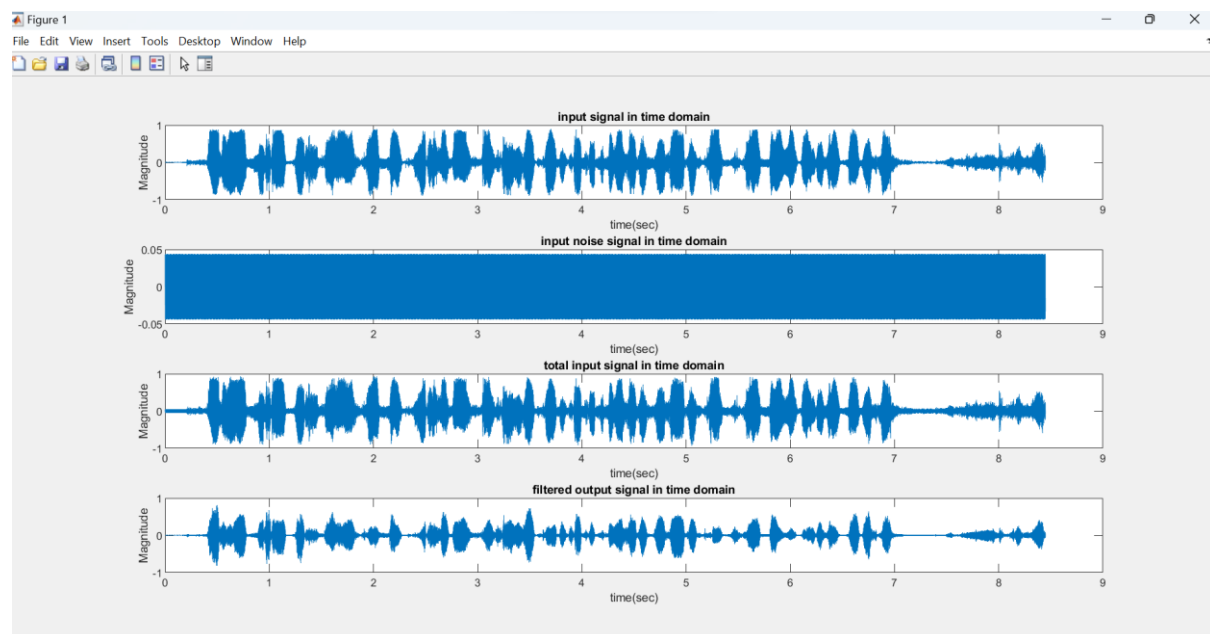 Figure 1
File Edit View Insert Tools Desktop Window Help
input signal in time domain
Magnitude
1
0
-1
0 1 2 3 4 5 6 7 8 9
time(sec)
input noise signal in time domain
Magnitude
0.05
0
-0.05
0 1 2 3 4 5 6 7 8 9
time(sec)
total input signal in time domain
Magnitude
1
0
-1
0 1 2 3 4 5 6 7 8 9
time(sec)
filtered output signal in time domain
Magnitude
1
0
-1
0 1 2 3 4 5 6 7 8 9
time(sec)